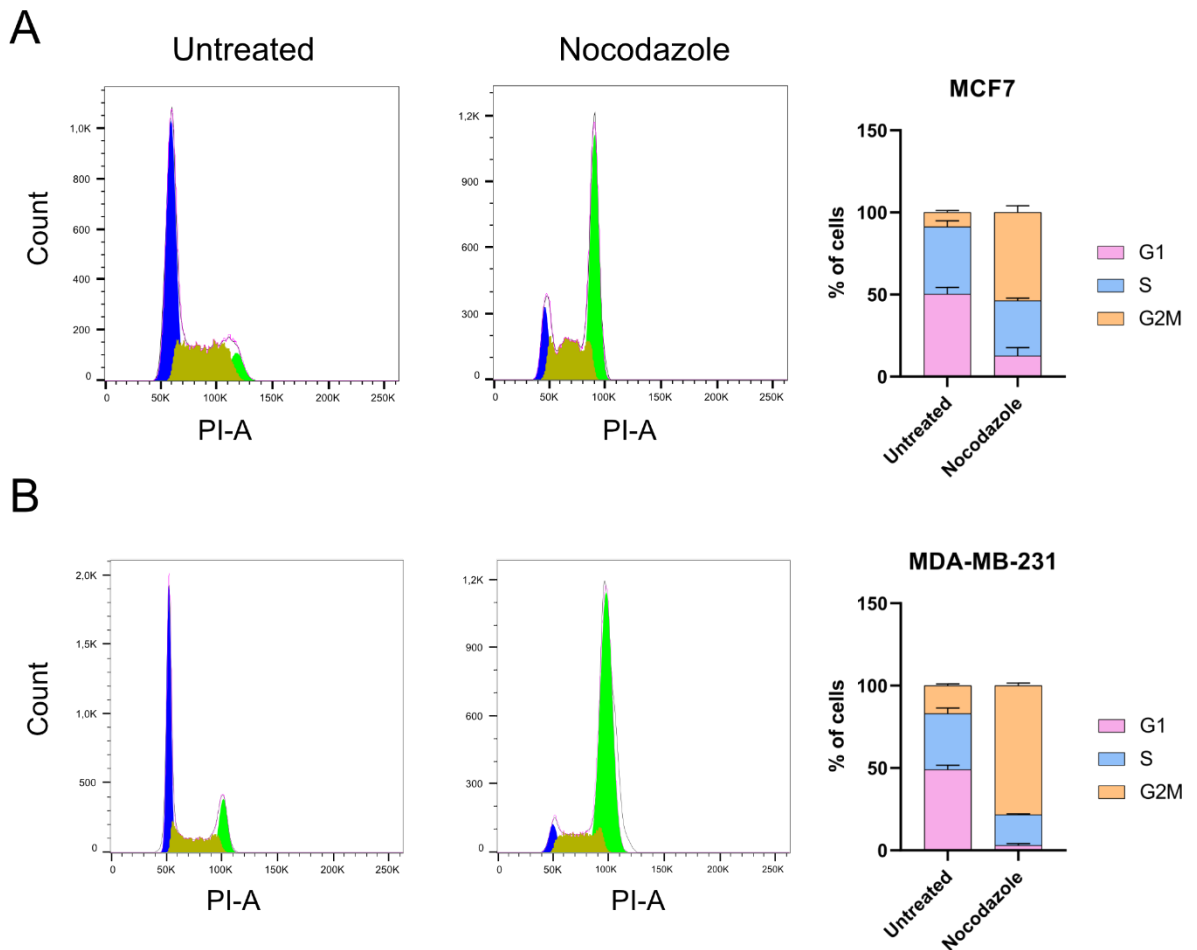 A
Untreated
Nocodazole
MCF7
Count
1,0K
800
600
400
200
0
0
50K
100K
150K
200K
250K
PI-A
1,2K
900
600
300
0
0
50K
100K
150K
200K
250K
PI-A
% of cells
150
100
50
0
Untreated
Nocodazole
G1
S
G2M
B
MDA-MB-231
Count
2,0K
1,5K
1,0K
500
0
0
50K
100K
150K
200K
250K
PI-A
1,2K
900
600
300
0
0
50K
100K
150K
200K
250K
PI-A
% of cells
150
100
50
0
Untreated
Nocodazole
G1
S
G2M